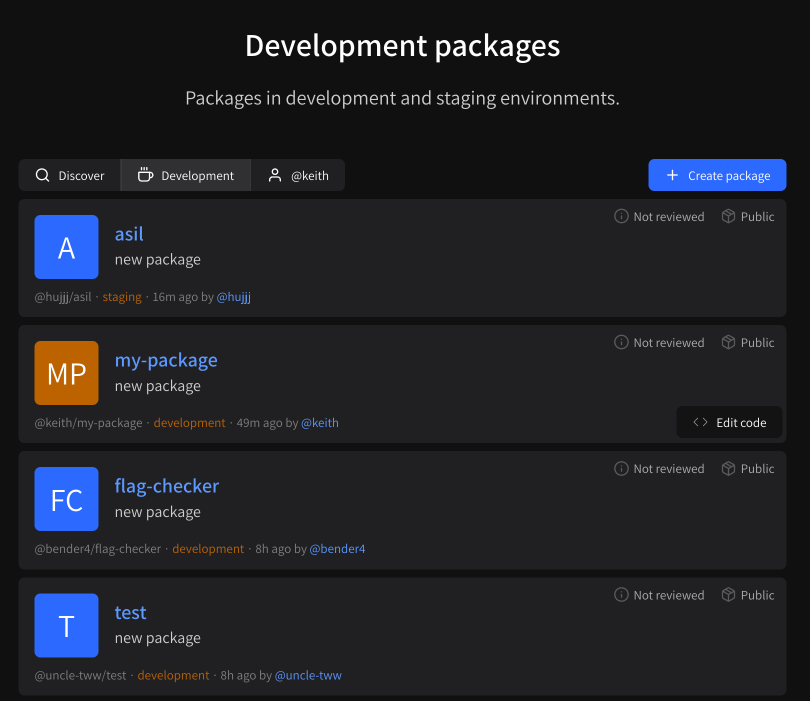 Development packages
Packages in development and staging environments.
Discover Development @keith Create package
Not reviewed Public
A asil
new package
@hujjj/asil · staging · 16m ago by @hujjj
Not reviewed Public
MP my-package
new package
@keith/my-package · development · 49m ago by @keith
Edit code
Not reviewed Public
FC flag-checker
new package
@bender4/flag-checker · development · 8h ago by @bender4
Not reviewed Public
T test
new package
@uncle-tww/test · development · 8h ago by @uncle-tww